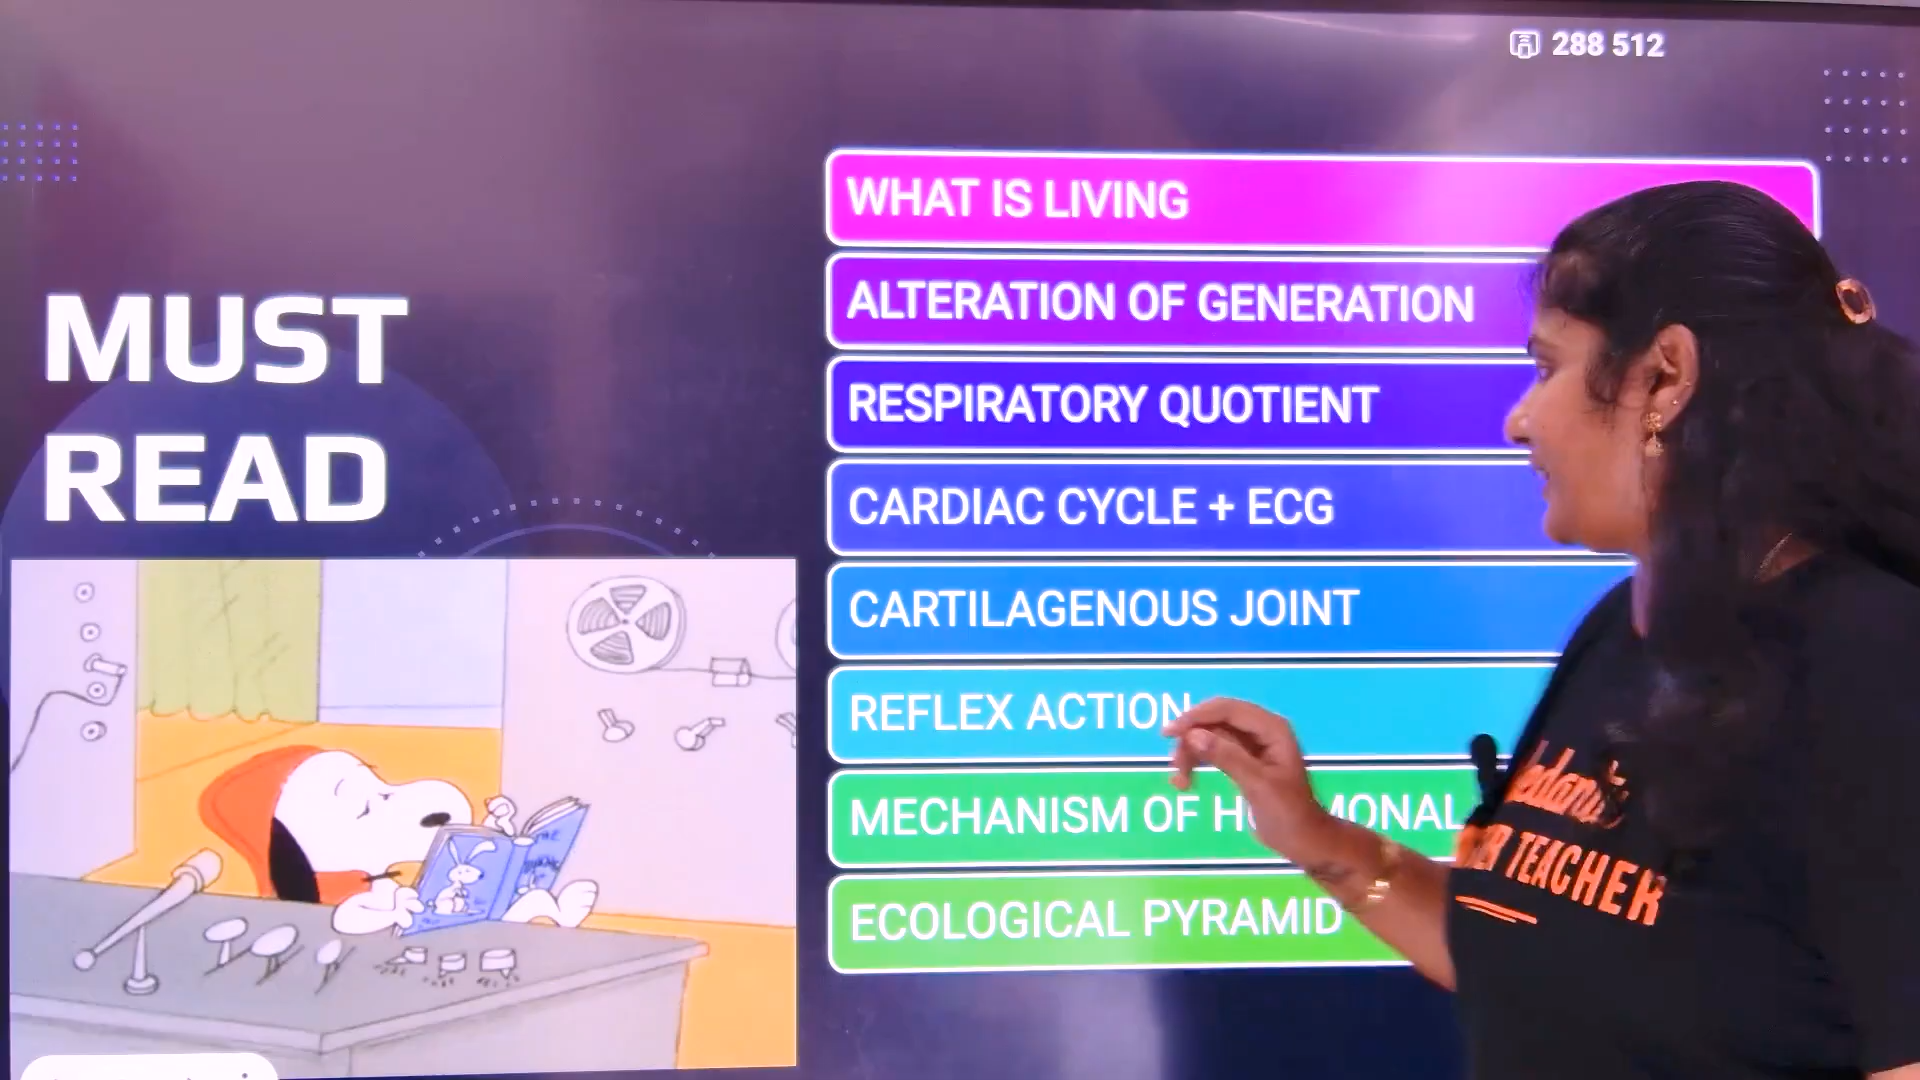 288 512
MUST
READ
WHAT IS LIVING
ALTERATION OF GENERATION
RESPIRATORY QUOTIENT
CARDIAC CYCLE + ECG
CARTILAGENOUS JOINT
REFLEX ACTION
MECHANISM OF HORMONAL
ECOLOGICAL PYRAMID
TEACHER